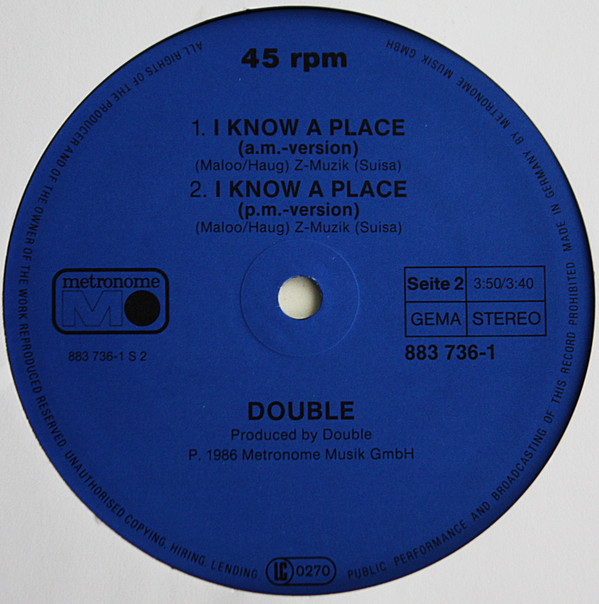 45 rpm
1. I KNOW A PLACE
(a.m.-version)
(Maloo/Haug) Z-Muzik (Suisa)
2. I KNOW A PLACE
(p.m.-version)
(Maloo/Haug) Z-Muzik (Suisa)
metronome
M
883 736-1 S 2
Seite 2 3:50/3:40
GEMA STEREO
883 736-1
DOUBLE
Produced by Double
P. 1986 Metronome Musik GmbH
MADE IN GERMANY BY METRONOME MUSIK GMBH
ALL RIGHTS OF THE PRODUCER AND OF THE OWNER OF THE WORK REPRODUCED RESERVED UNAUTHORISED COPYING, HIRING, LENDING LC 0270 PUBLIC PERFORMANCE AND BROADCASTING OF THIS RECORD PROHIBITED